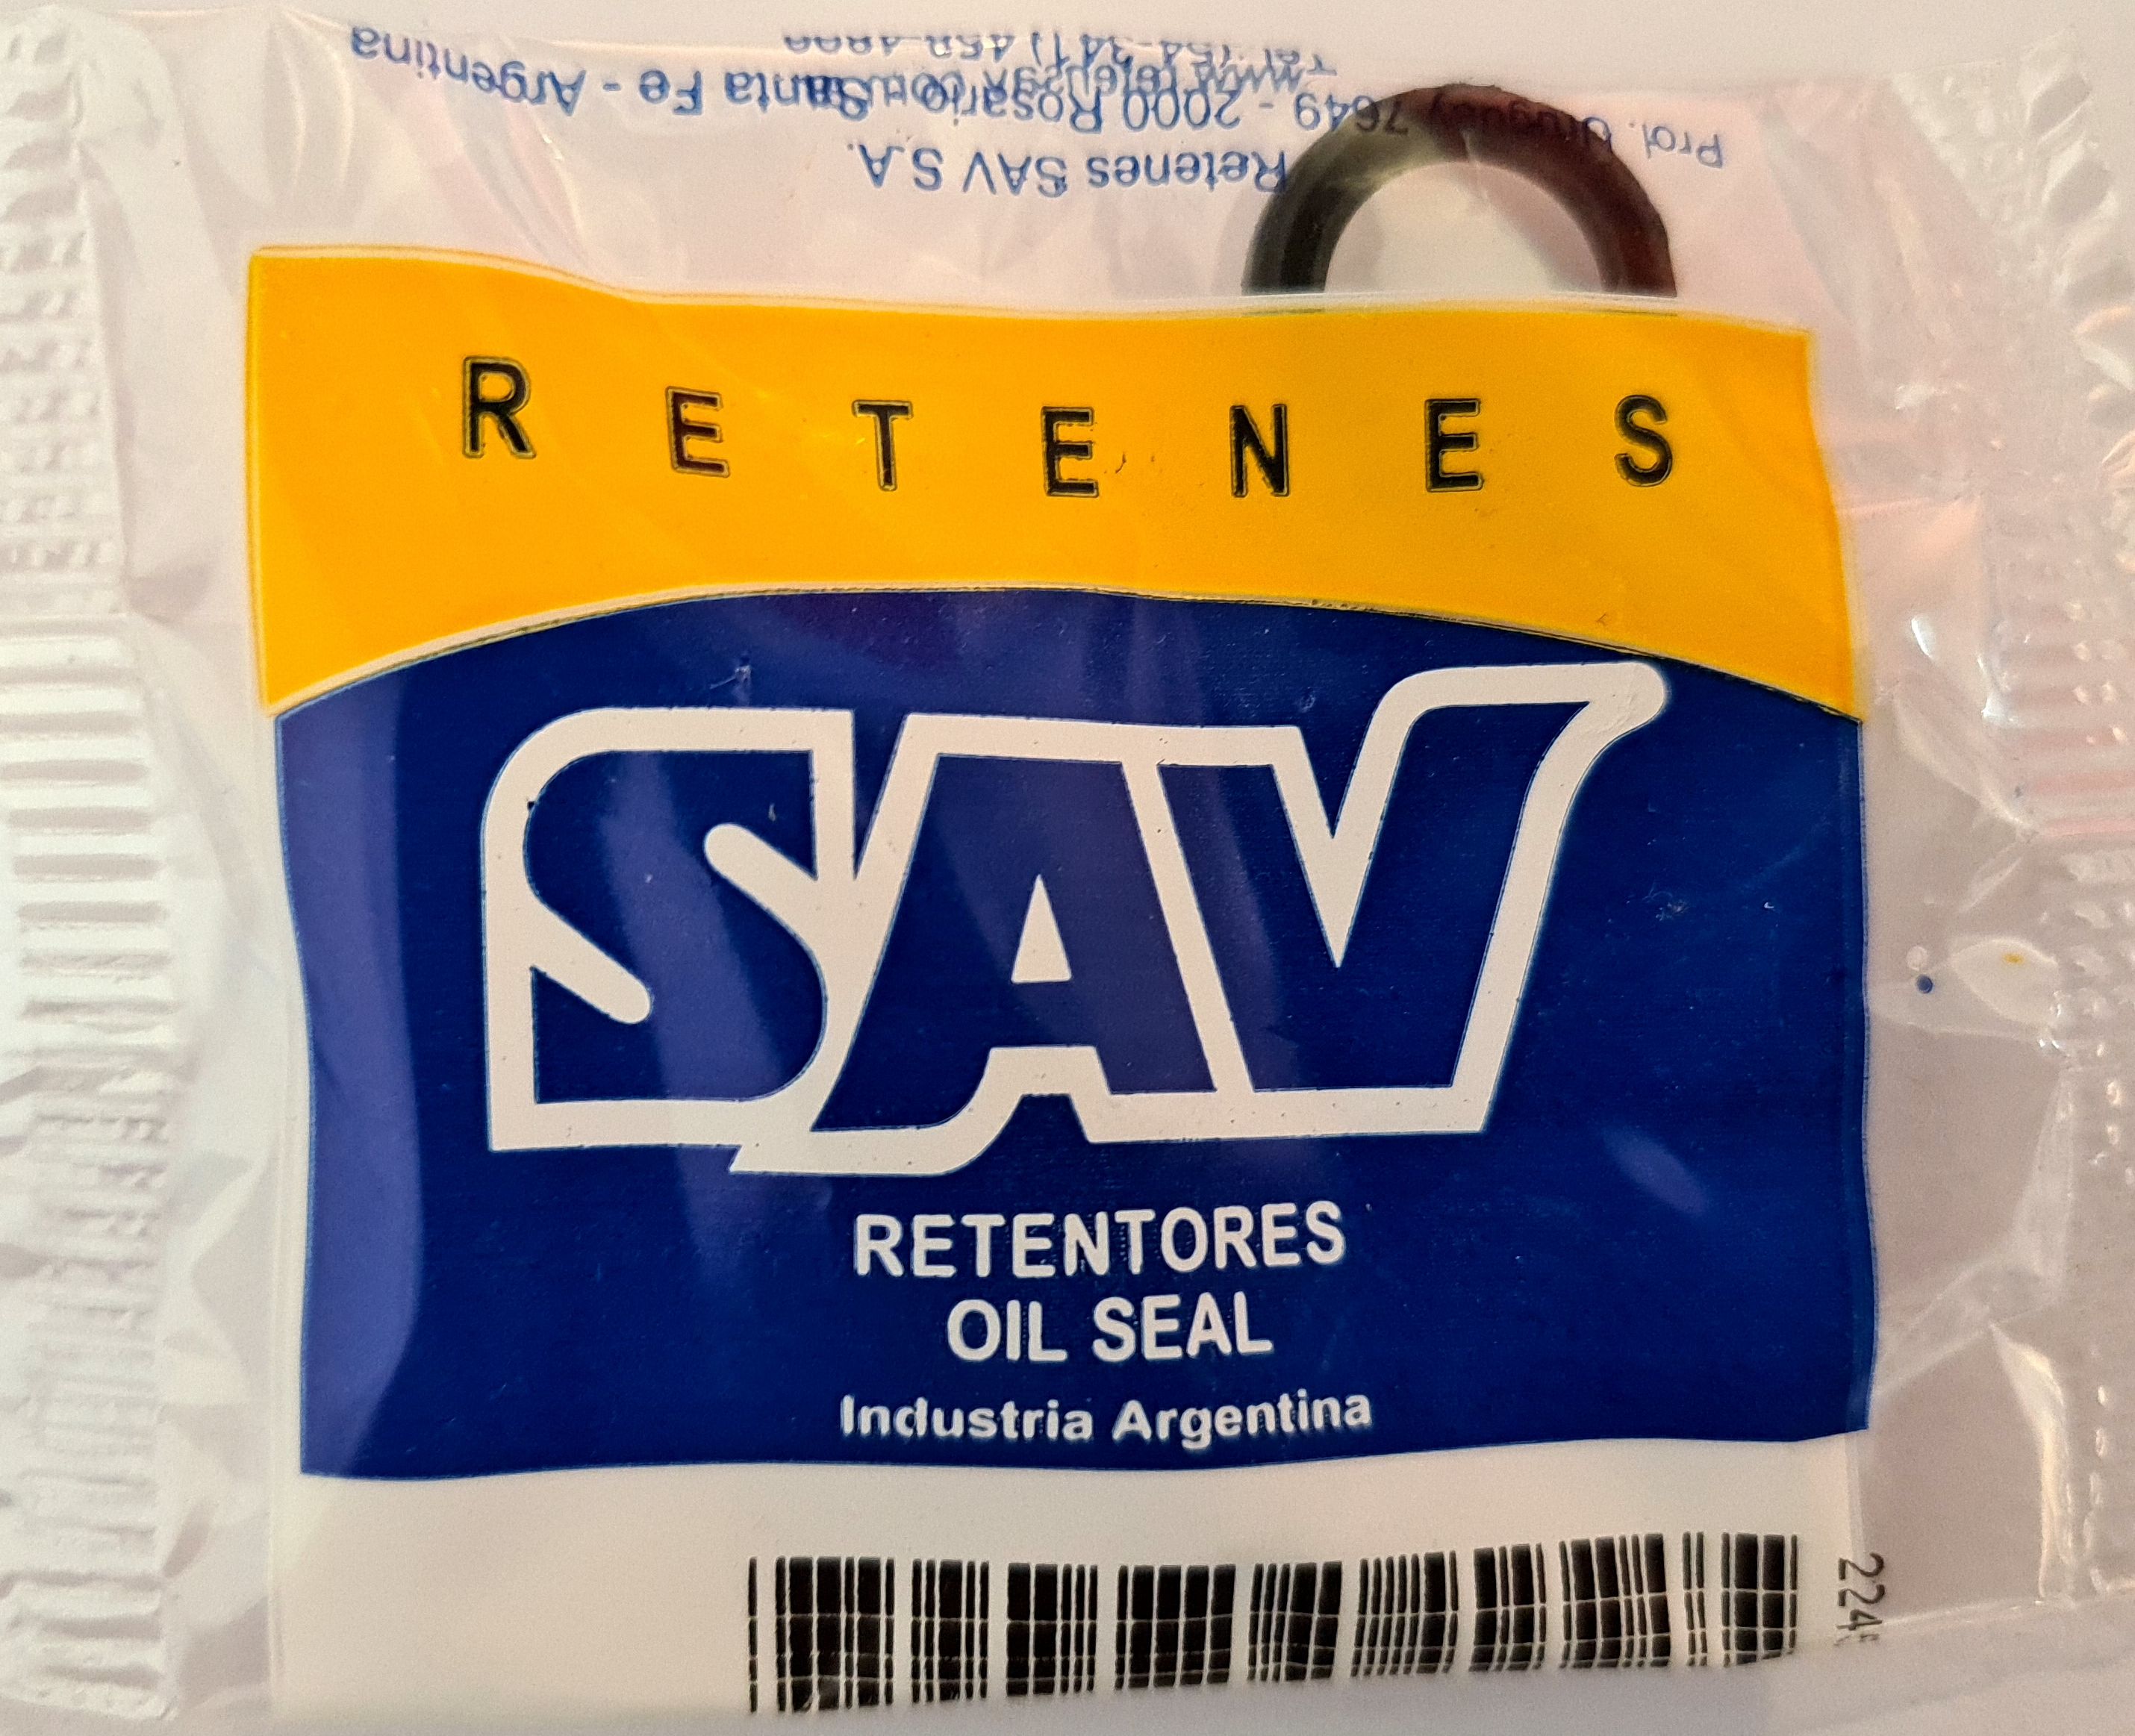 Retenes SAV S.A.
2000 Rosario - Santa Fe - Argentina
RETENES
SAV
RETENTORES
OIL SEAL
Industria Argentina